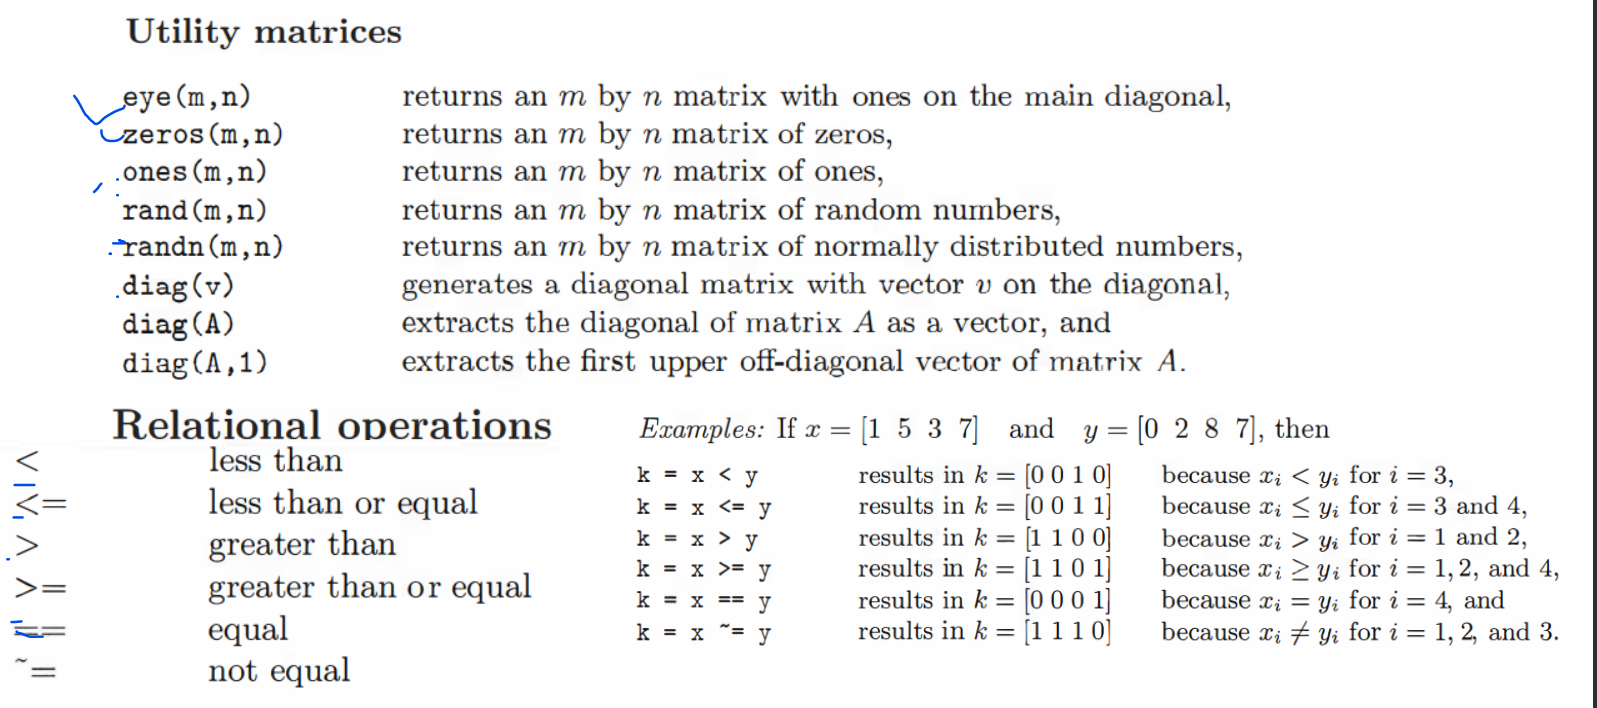 Utility matrices
eye(m,n) returns an m by n matrix with ones on the main diagonal,
zeros(m,n) returns an m by n matrix of zeros,
ones(m,n) returns an m by n matrix of ones,
rand(m,n) returns an m by n matrix of random numbers,
randn(m,n) returns an m by n matrix of normally distributed numbers,
diag(v) generates a diagonal matrix with vector v on the diagonal,
diag(A) extracts the diagonal of matrix A as a vector, and
diag(A,1) extracts the first upper off-diagonal vector of matrix A.
Relational operations
< less than
<= less than or equal
> greater than
>= greater than or equal
== equal
~= not equal
Examples: If x = [1 5 3 7] and y = [0 2 8 7], then
k = x < y results in k = [0 0 1 0] because xᵢ < yᵢ for i = 3,
k = x <= y results in k = [0 0 1 1] because xᵢ ≤ yᵢ for i = 3 and 4,
k = x > y results in k = [1 1 0 0] because xᵢ > yᵢ for i = 1 and 2,
k = x >= y results in k = [1 1 0 1] because xᵢ ≥ yᵢ for i = 1, 2, and 4,
k = x == y results in k = [0 0 0 1] because xᵢ = yᵢ for i = 4, and
k = x ~= y results in k = [1 1 1 0] because xᵢ ≠ yᵢ for i = 1, 2, and 3.